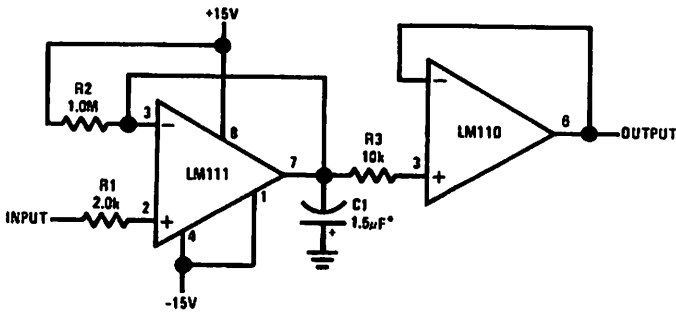 +15V
R2
1.0M
3
−
8
LM111
7
R1
2.0k
INPUT
2
+
1
4
-15V
C1
1.5μF*
+
R3
10k
3
+
−
LM110
6
OUTPUT